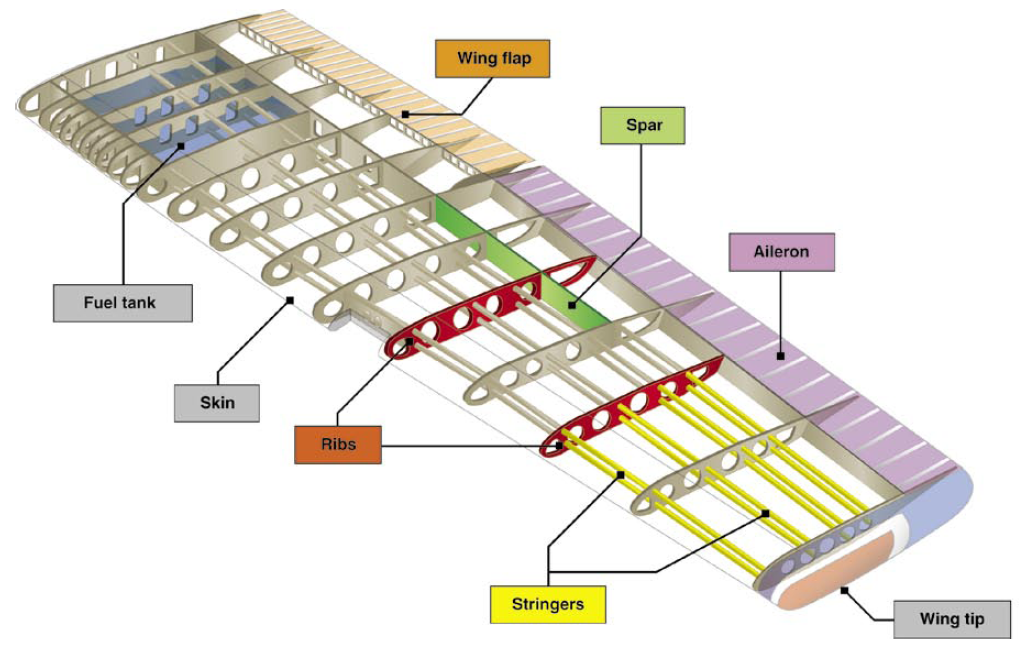 Wing flap
Spar
Aileron
Fuel tank
Skin
Ribs
Stringers
Wing tip